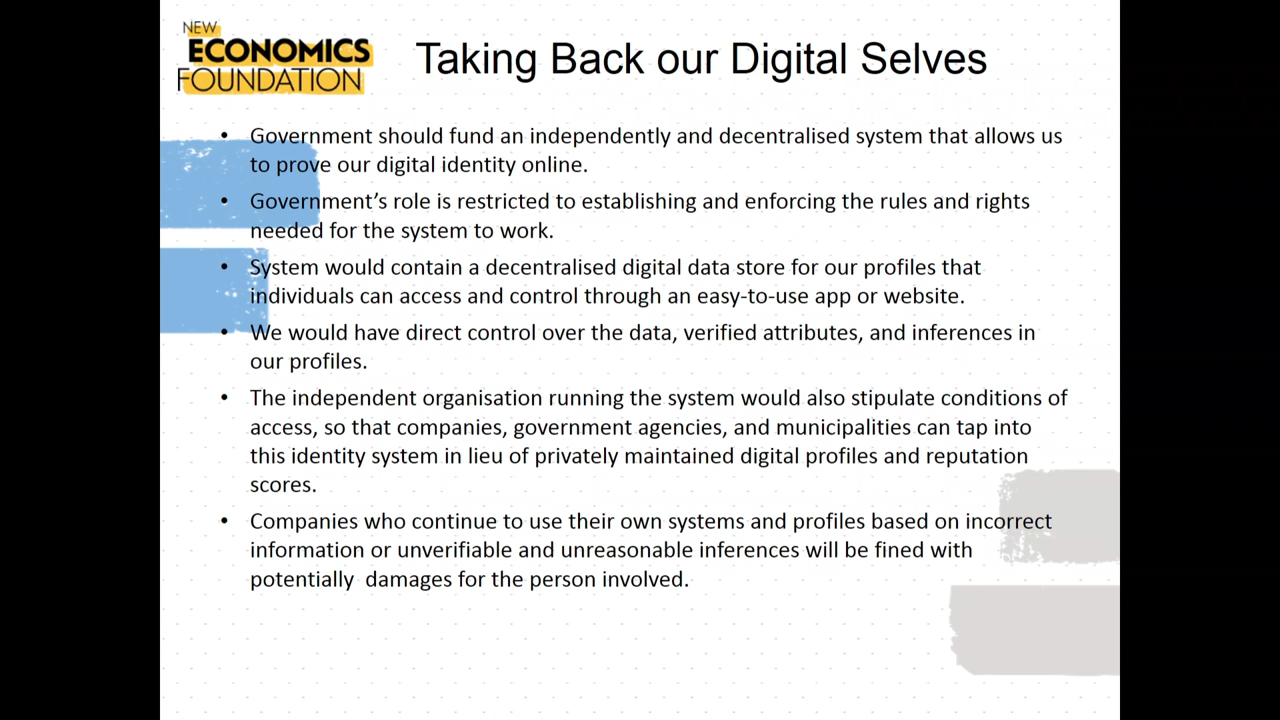 NEW
ECONOMICS
FOUNDATION
Taking Back our Digital Selves
• Government should fund an independently and decentralised system that allows us
to prove our digital identity online.
• Government’s role is restricted to establishing and enforcing the rules and rights
needed for the system to work.
• System would contain a decentralised digital data store for our profiles that
individuals can access and control through an easy-to-use app or website.
• We would have direct control over the data, verified attributes, and inferences in
our profiles.
• The independent organisation running the system would also stipulate conditions of
access, so that companies, government agencies, and municipalities can tap into
this identity system in lieu of privately maintained digital profiles and reputation
scores.
• Companies who continue to use their own systems and profiles based on incorrect
information or unverifiable and unreasonable inferences will be fined with
potentially  damages for the person involved.